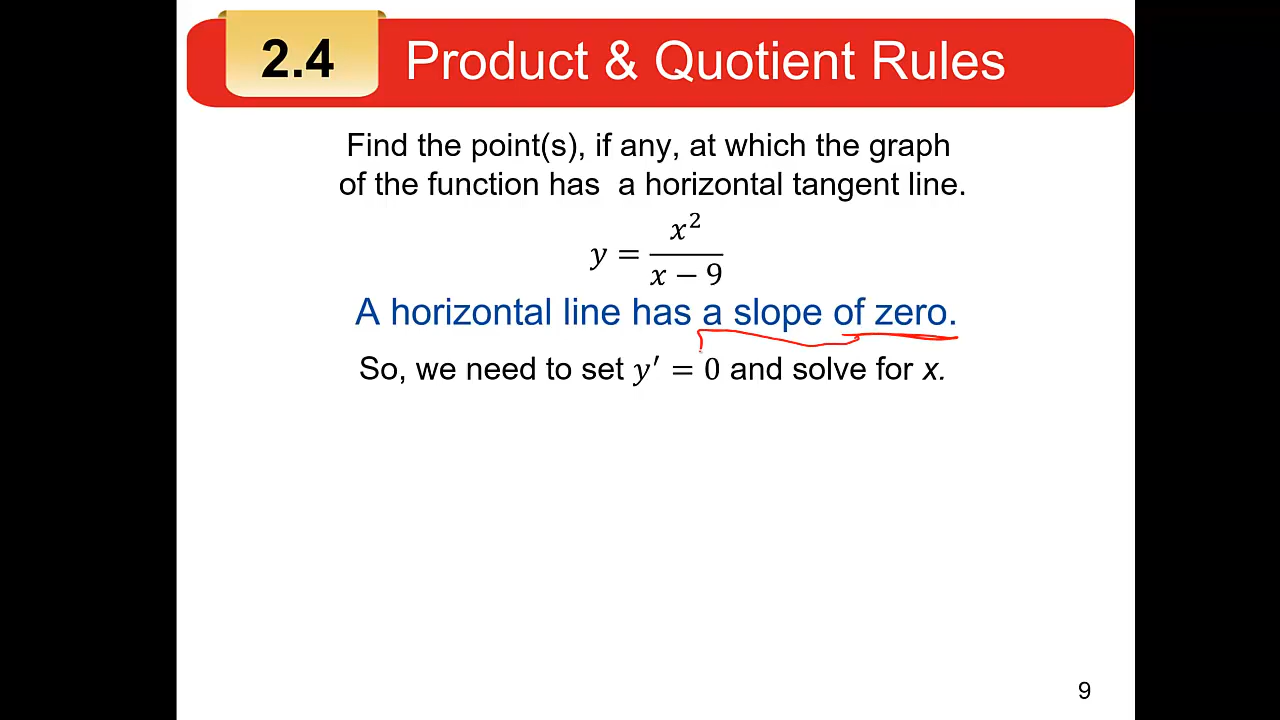 2.4 Product & Quotient Rules
Find the point(s), if any, at which the graph
of the function has a horizontal tangent line.
y = x²/(x − 9)
A horizontal line has a slope of zero.
So, we need to set y′ = 0 and solve for x.
9